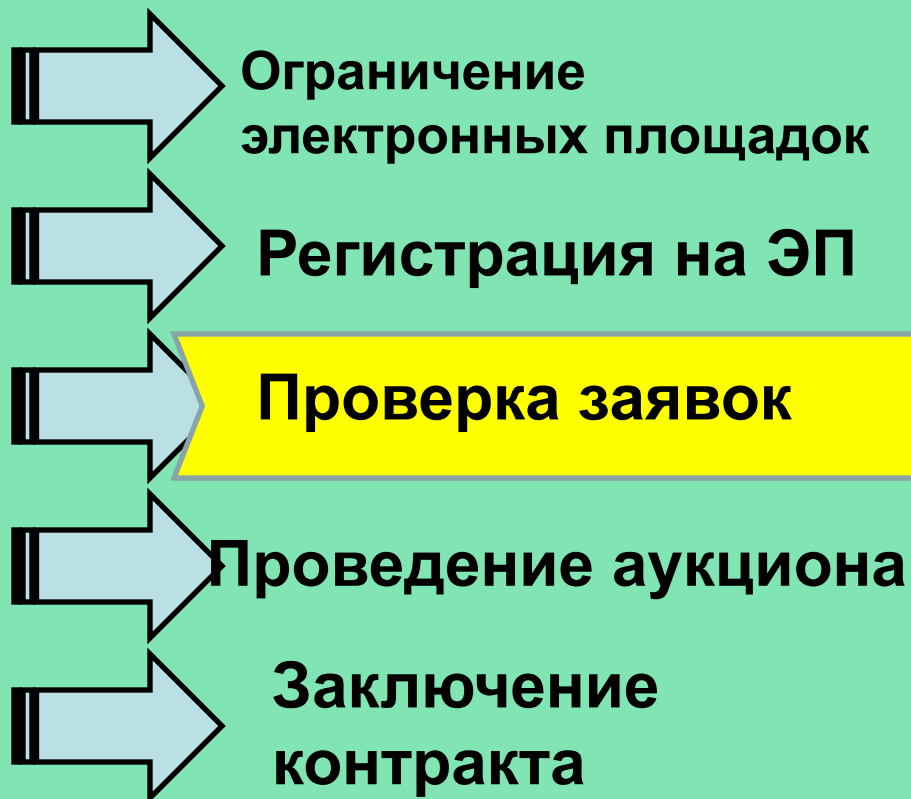 Ограничение
электронных площадок
Регистрация на ЭП
Проверка заявок
Проведение аукциона
Заключение
контракта